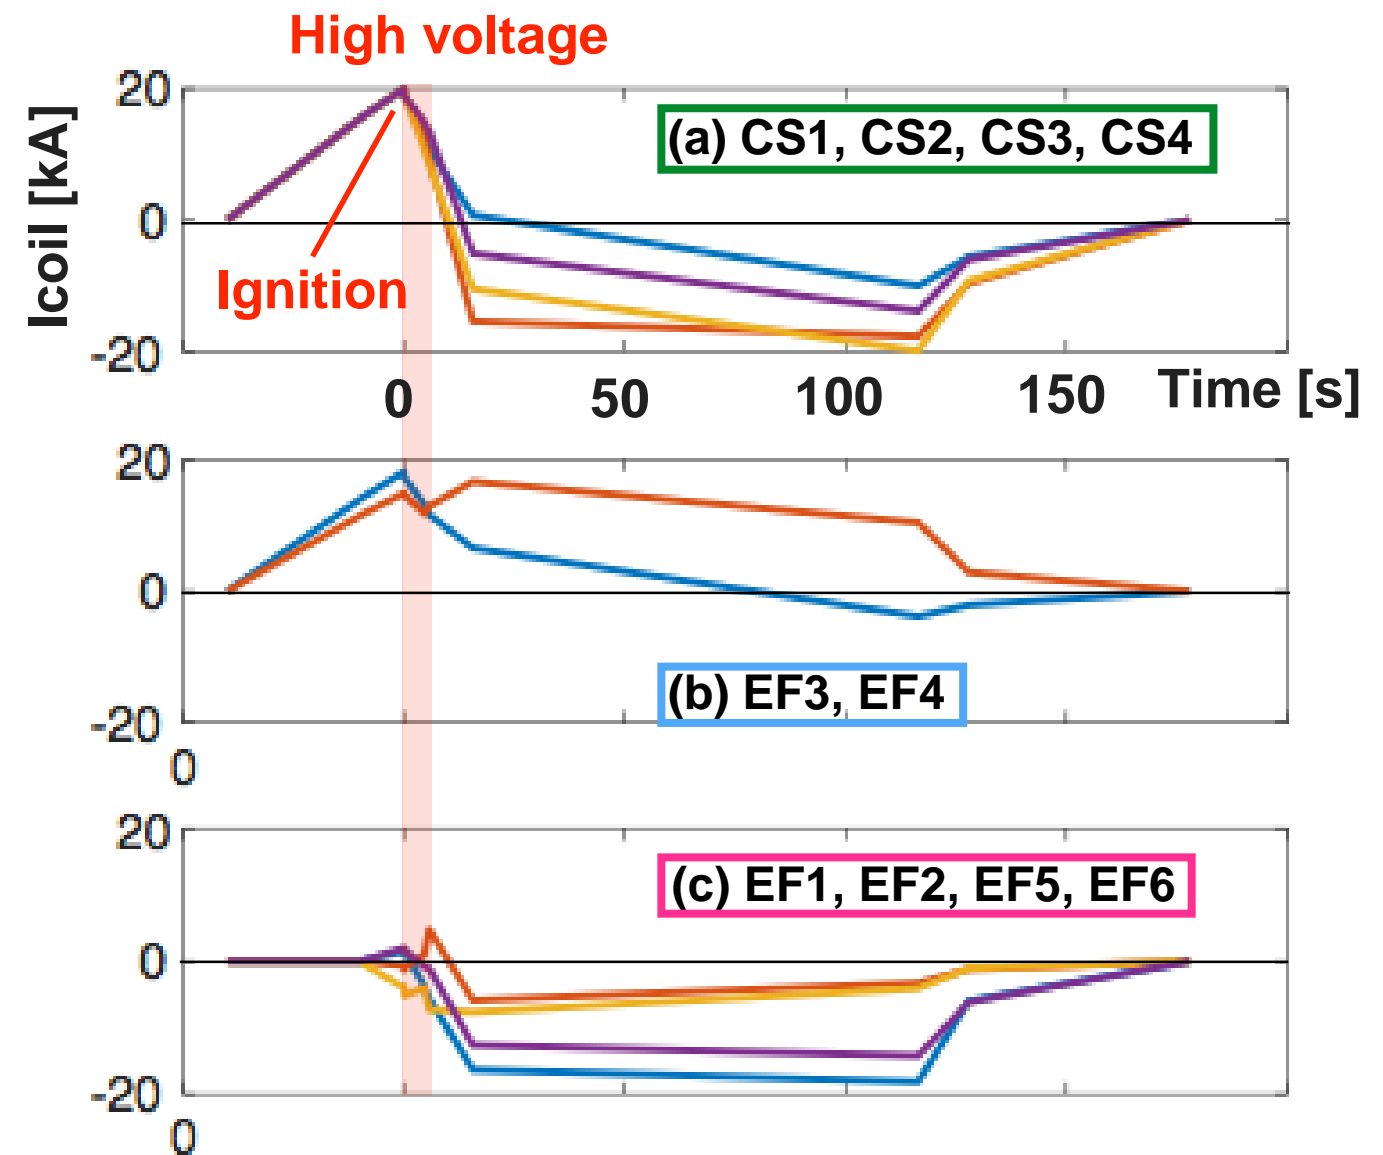 High voltage
Icoil [kA]
20
0
-20
(a) CS1, CS2, CS3, CS4
Ignition
0 50 100 150 Time [s]
20
0
-20
(b) EF3, EF4
0
20
0
-20
(c) EF1, EF2, EF5, EF6
0